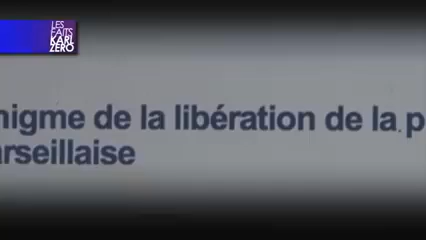 LES
FAITS
KARL
ZERO
nigme de la libération de la p
arseillaise